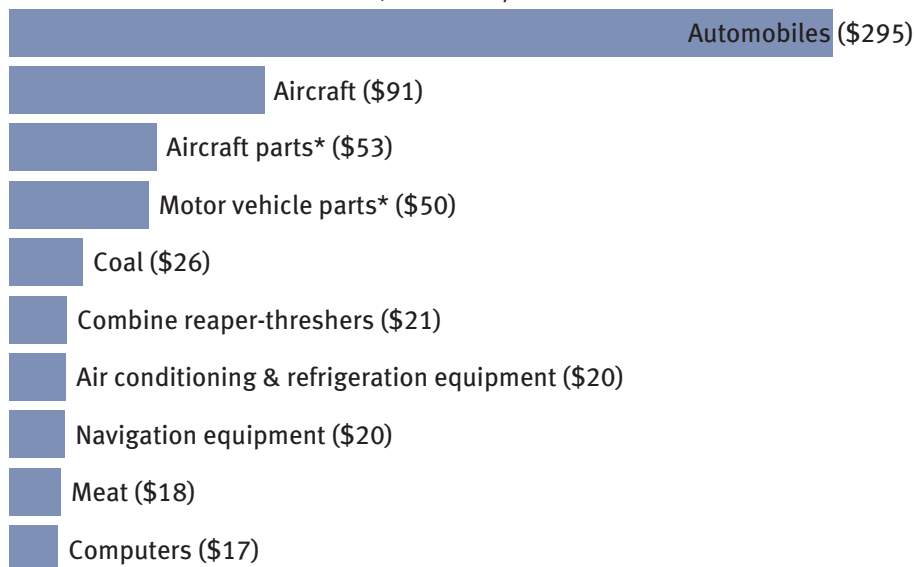 Automobiles ($295)
Aircraft ($91)
Aircraft parts* ($53)
Motor vehicle parts* ($50)
Coal ($26)
Combine reaper-threshers ($21)
Air conditioning & refrigeration equipment ($20)
Navigation equipment ($20)
Meat ($18)
Computers ($17)